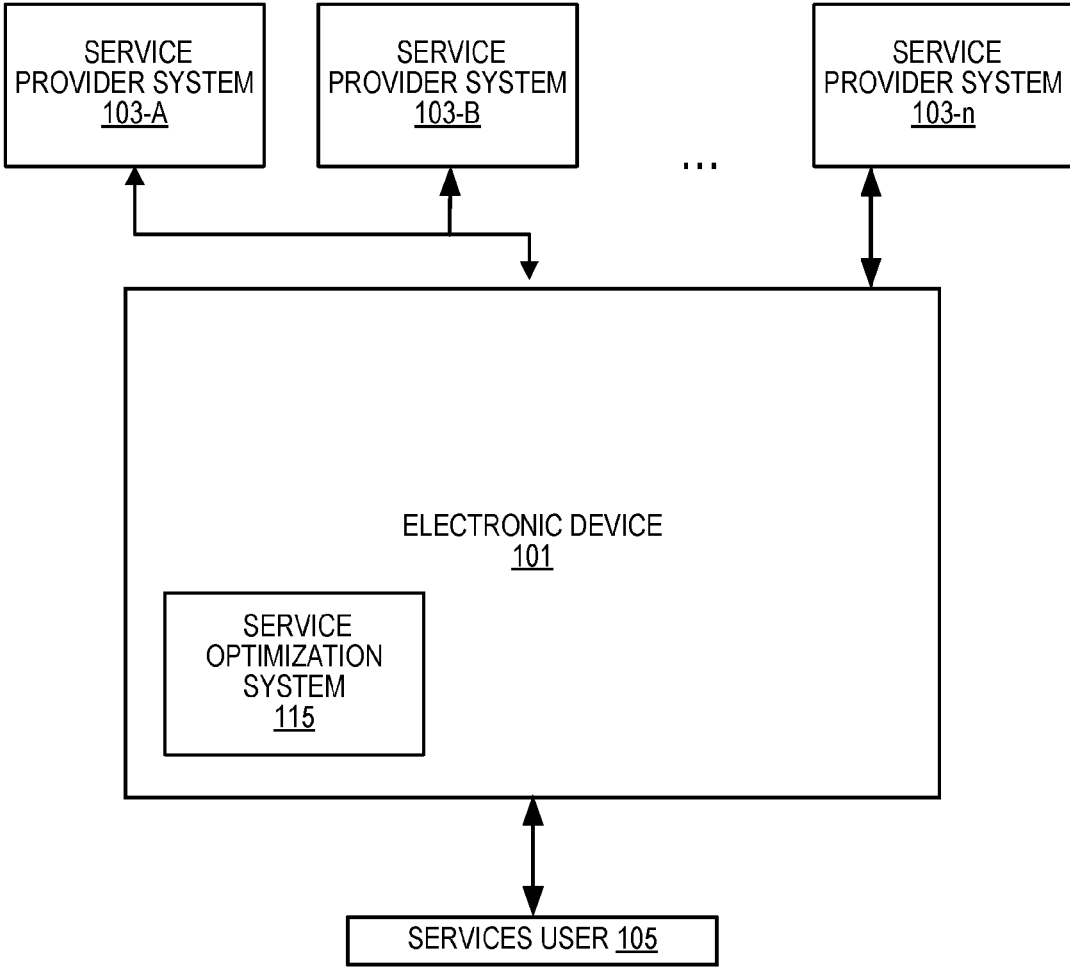 SERVICE
PROVIDER SYSTEM
103-A
SERVICE
PROVIDER SYSTEM
103-B
...
SERVICE
PROVIDER SYSTEM
103-n
ELECTRONIC DEVICE
101
SERVICE
OPTIMIZATION
SYSTEM
115
SERVICES USER 105